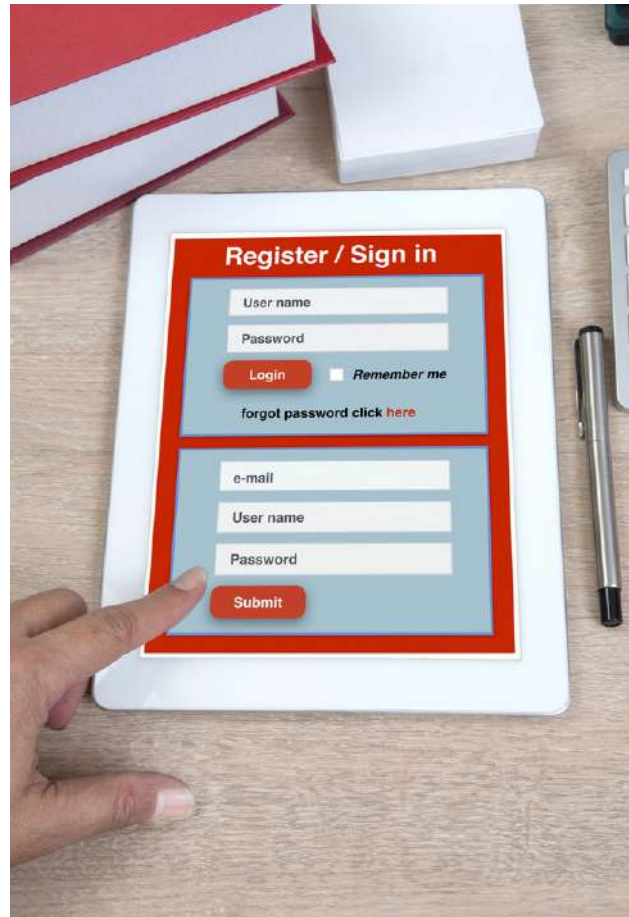 Register / Sign in
User name
Password
Login
Remember me
forgot password click here
e-mail
User name
Password
Submit